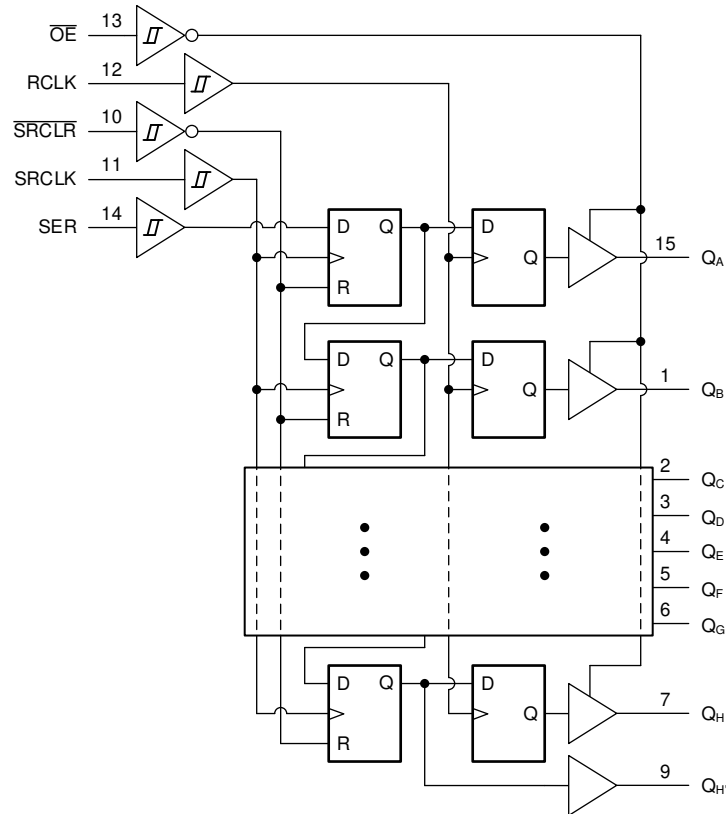 OE 13
RCLK 12
SRCLR 10
SRCLK 11
SER 14
D Q D
R Q 15 QA
D Q D
R Q 1 QB
2 QC
3 QD
4 QE
5 QF
6 QG
D Q D
R Q 7 QH
9 QH'